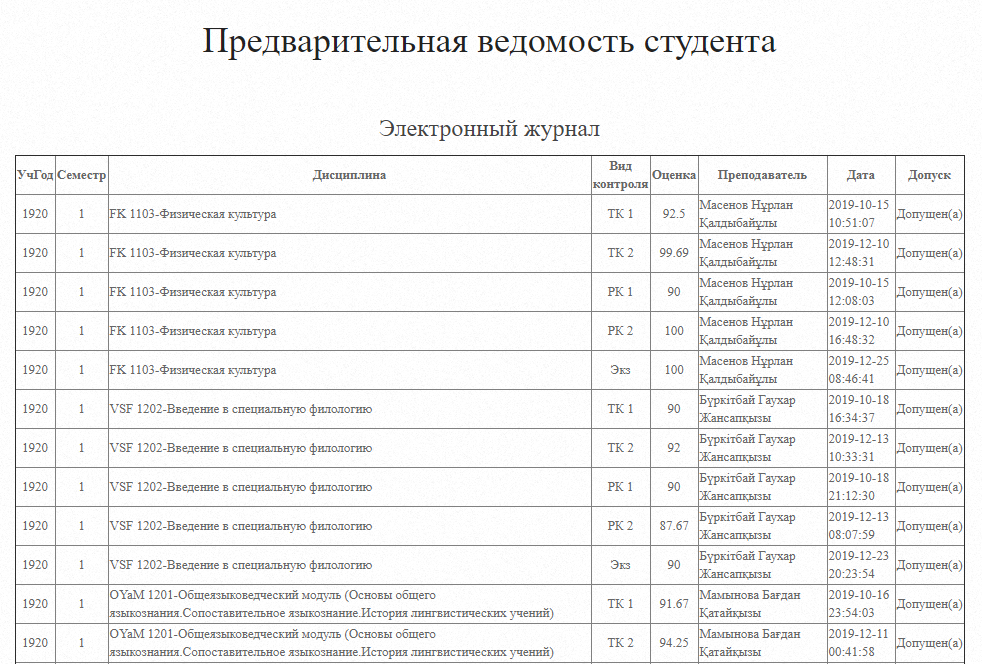 Предварительная ведомость студента
Электронный журнал
УчГод Семестр Дисциплина Вид контроля Оценка Преподаватель Дата Допуск
1920 1 FK 1103-Физическая культура ТК 1 92.5 Масенов Нұрлан Қалдыбайұлы 2019-10-15 10:51:07 Допущен(а)
1920 1 FK 1103-Физическая культура ТК 2 99.69 Масенов Нұрлан Қалдыбайұлы 2019-12-10 12:48:31 Допущен(а)
1920 1 FK 1103-Физическая культура РК 1 90 Масенов Нұрлан Қалдыбайұлы 2019-10-15 12:08:03 Допущен(а)
1920 1 FK 1103-Физическая культура РК 2 100 Масенов Нұрлан Қалдыбайұлы 2019-12-10 16:48:32 Допущен(а)
1920 1 FK 1103-Физическая культура Экз 100 Масенов Нұрлан Қалдыбайұлы 2019-12-25 08:46:41 Допущен(а)
1920 1 VSF 1202-Введение в специальную филологию ТК 1 90 Бүркітбай Гаухар Жансапқызы 2019-10-18 16:34:37 Допущен(а)
1920 1 VSF 1202-Введение в специальную филологию ТК 2 92 Бүркітбай Гаухар Жансапқызы 2019-12-13 10:33:31 Допущен(а)
1920 1 VSF 1202-Введение в специальную филологию РК 1 90 Бүркітбай Гаухар Жансапқызы 2019-10-18 21:12:30 Допущен(а)
1920 1 VSF 1202-Введение в специальную филологию РК 2 87.67 Бүркітбай Гаухар Жансапқызы 2019-12-13 08:07:59 Допущен(а)
1920 1 VSF 1202-Введение в специальную филологию Экз 90 Бүркітбай Гаухар Жансапқызы 2019-12-23 20:23:54 Допущен(а)
1920 1 OYaM 1201-Общеязыковедческий модуль (Основы общего языкознания.Сопоставительное языкознание.История лингвистических учений) ТК 1 91.67 Мамынова Бағдан Қатайқызы 2019-10-16 23:54:03 Допущен(а)
1920 1 OYaM 1201-Общеязыковедческий модуль (Основы общего языкознания.Сопоставительное языкознание.История лингвистических учений) ТК 2 94.25 Мамынова Бағдан Қатайқызы 2019-12-11 00:41:58 Допущен(а)